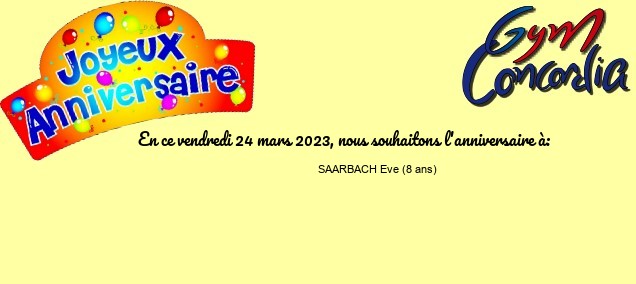 Joyeux
Anniversaire
Gym
Concordia
En ce vendredi 24 mars 2023, nous souhaitons l'anniversaire à:
SAARBACH Eve (8 ans)